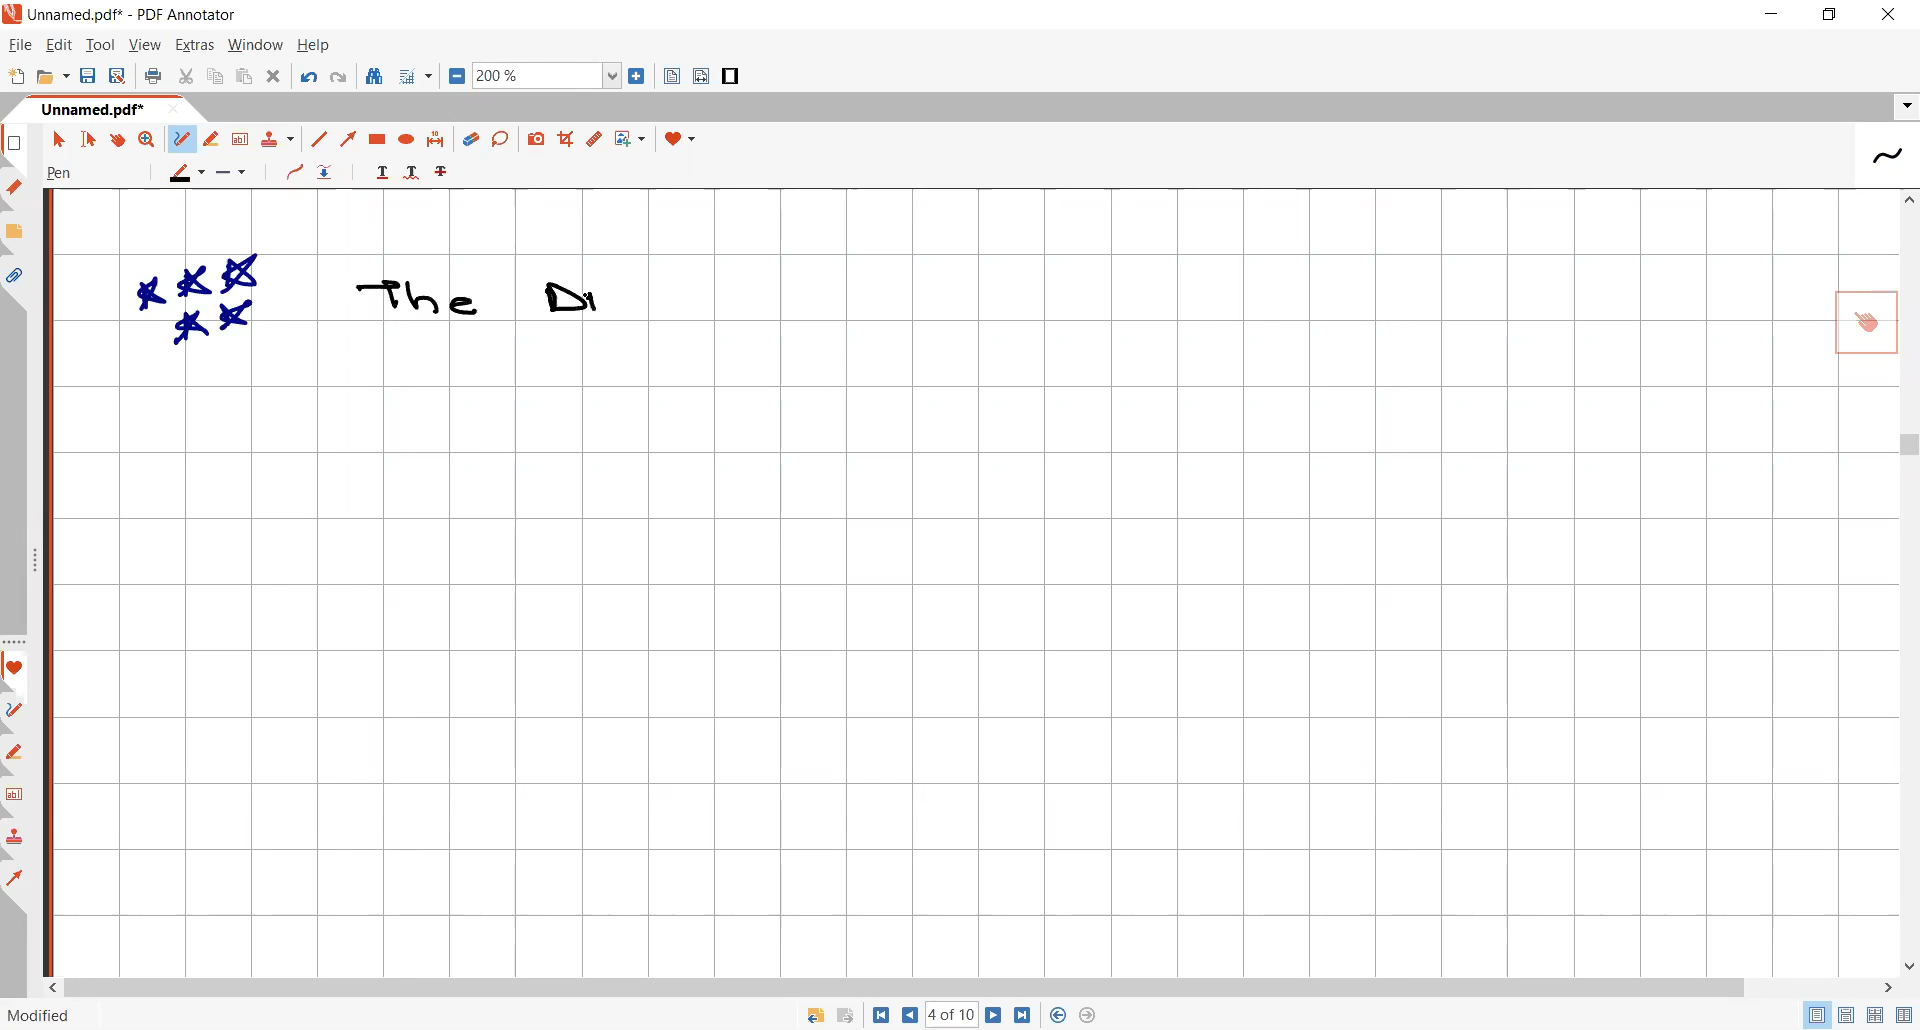 Unnamed.pdf* - PDF Annotator
File Edit Tool View Extras Window Help
200 %
Unnamed.pdf*
Pen
The Di
Modified
4 of 10